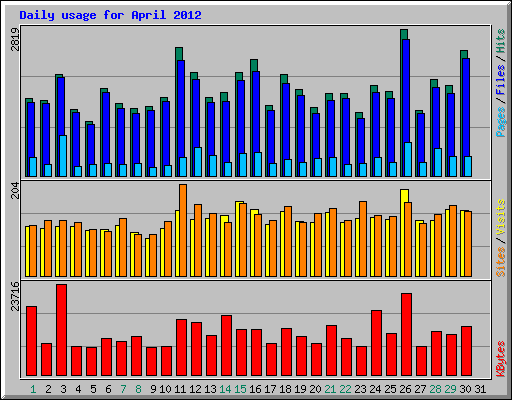 Daily usage for April 2012
2819
Pages / Files / Hits
204
Sites / Visits
23716
KBytes
1 2 3 4 5 6 7 8 9 10 11 12 13 14 15 16 17 18 19 20 21 22 23 24 25 26 27 28 29 30 31